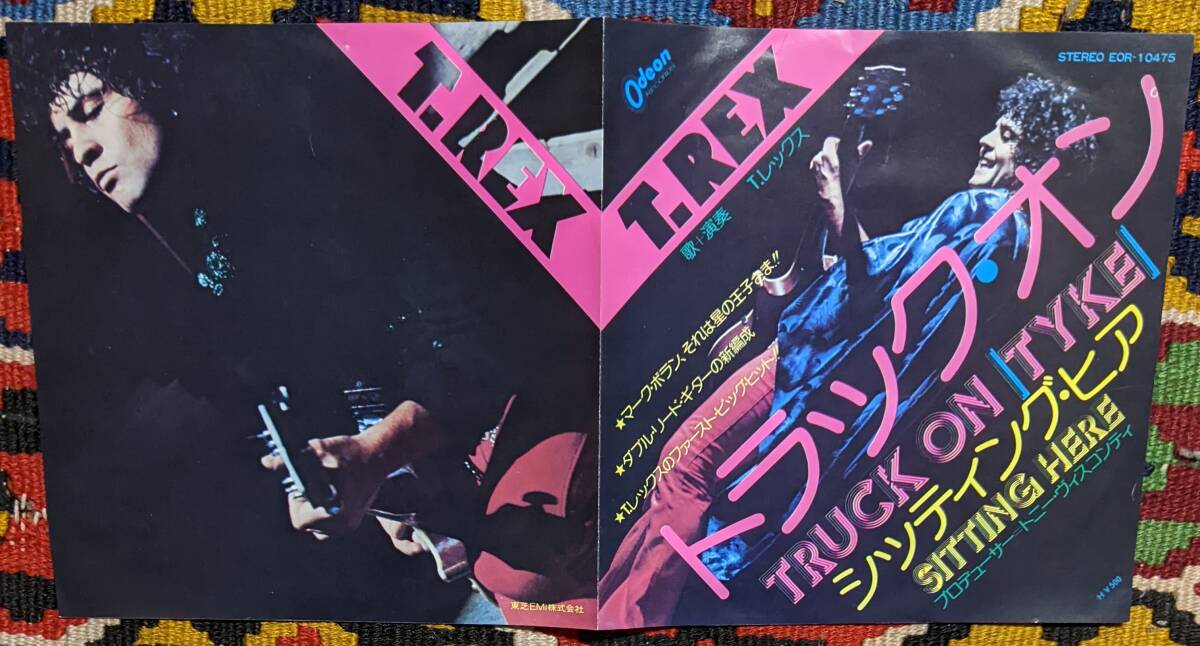 T.REX
東芝EMI株式会社
Odeon
RECORDS
STEREO EOR-10475
T.REX
T.レックス
歌+演奏
★マーク・ボラン、それは星の王子さま!!
★ダブル・リード・ギターの新編成
★T.レックスのファースト・ビッグ・ヒット!!
トラック・オン
TRUCK ON [TYKE]
シッティング・ヒア
SITTING HERE
プロデューサー:トニー・ヴィスコンティ
H ¥500